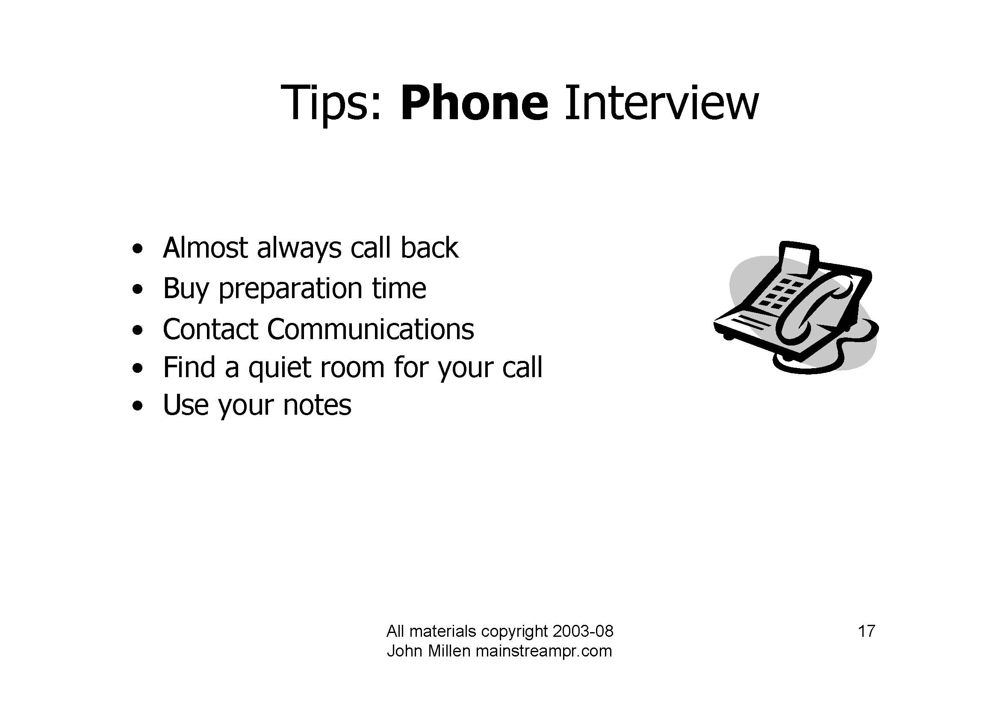 Tips: Phone Interview
• Almost always call back
• Buy preparation time
• Contact Communications
• Find a quiet room for your call
• Use your notes
All materials copyright 2003-08
John Millen mainstreampr.com
17